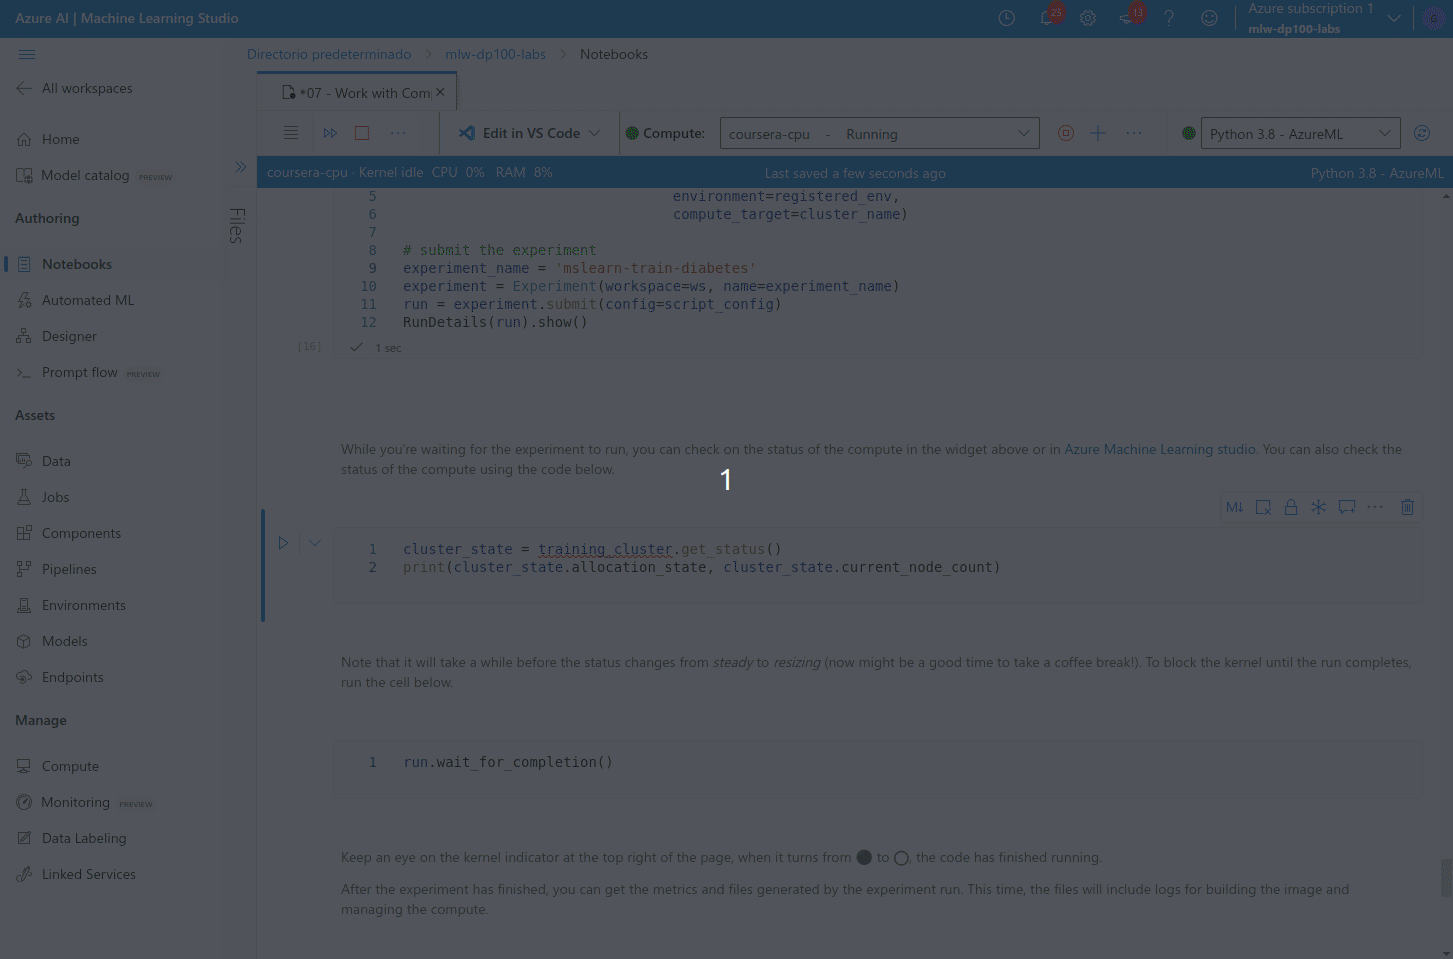 Azure AI | Machine Learning Studio
25
13
?
Azure subscription 1
mlw-dp100-labs
Directorio predeterminado > mlw-dp100-labs > Notebooks
All workspaces
Home
Model catalog PREVIEW
Authoring
Notebooks
Automated ML
Designer
Prompt flow PREVIEW
Assets
Data
Jobs
Components
Pipelines
Environments
Models
Endpoints
Manage
Compute
Monitoring PREVIEW
Data Labeling
Linked Services
Files
*07 - Work with Com
Edit in VS Code
Compute:
coursera-cpu - Running
Python 3.8 - AzureML
coursera-cpu · Kernel idle CPU 0% RAM 8%
Last saved a few seconds ago
Python 3.8 - AzureML
5 environment=registered_env,
6 compute_target=cluster_name)
7
8 # submit the experiment
9 experiment_name = 'mslearn-train-diabetes'
10 experiment = Experiment(workspace=ws, name=experiment_name)
11 run = experiment.submit(config=script_config)
12 RunDetails(run).show()
[16]
1 sec
While you're waiting for the experiment to run, you can check on the status of the compute in the widget above or in Azure Machine Learning studio. You can also check the
status of the compute using the code below.
1
M↓
1 cluster_state = training_cluster.get_status()
2 print(cluster_state.allocation_state, cluster_state.current_node_count)
Note that it will take a while before the status changes from steady to resizing (now might be a good time to take a coffee break!). To block the kernel until the run completes,
run the cell below.
1 run.wait_for_completion()
Keep an eye on the kernel indicator at the top right of the page, when it turns from ⚫ to ◯, the code has finished running.
After the experiment has finished, you can get the metrics and files generated by the experiment run. This time, the files will include logs for building the image and
managing the compute.